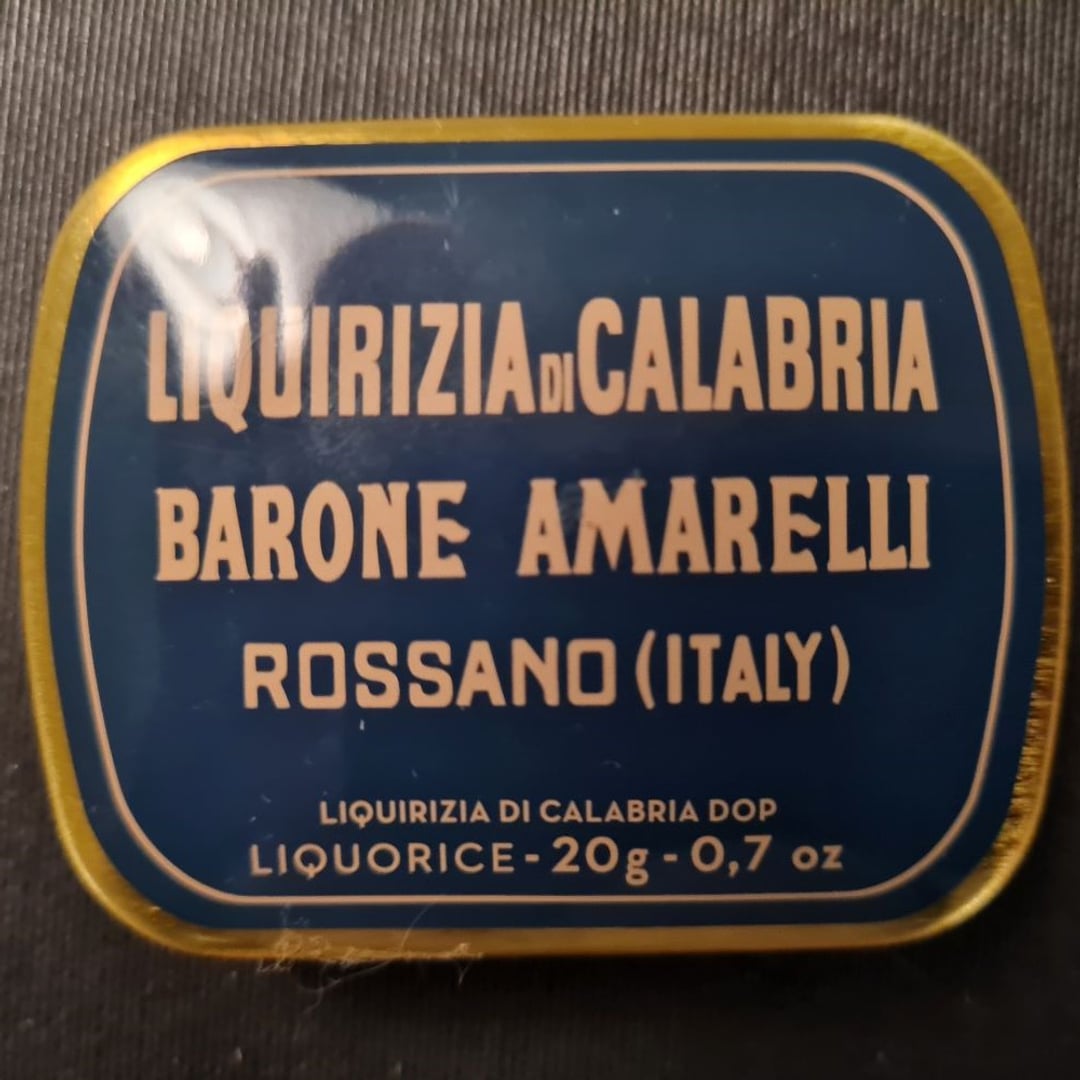 LIQUIRIZIA DI CALABRIA
BARONE AMARELLI
ROSSANO (ITALY)
LIQUIRIZIA DI CALABRIA DOP
LIQUORICE - 20g - 0,7 oz